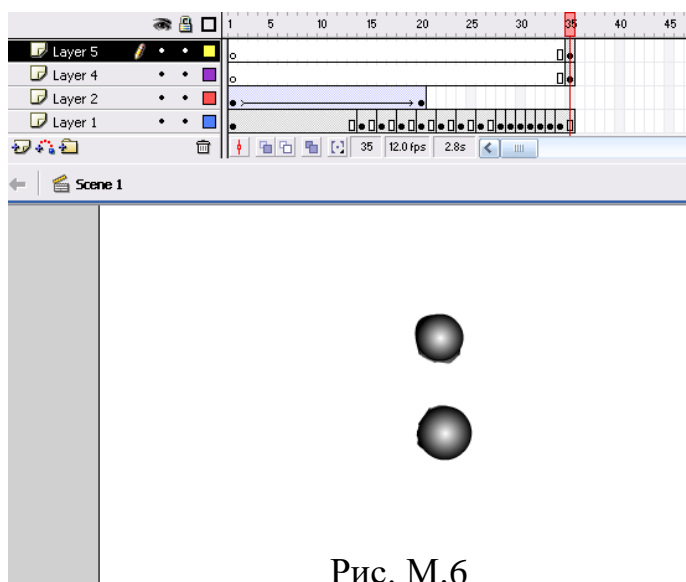 1 5 10 15 20 25 30 35 40 45
Layer 5
Layer 4
Layer 2
Layer 1
35 12.0 fps 2.8s
Scene 1
Рис. М.6